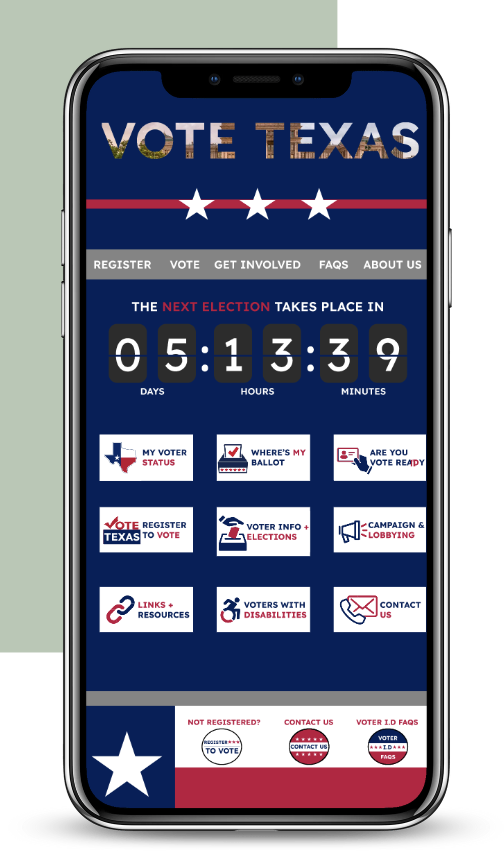 VOTE TEXAS
REGISTER VOTE GET INVOLVED FAQS ABOUT US
THE NEXT ELECTION TAKES PLACE IN
05:13:39
DAYS HOURS MINUTES
MY VOTER
STATUS
WHERE'S MY
BALLOT
ARE YOU
VOTE READY
VOTE
TEXAS
REGISTER
TO VOTE
VOTER INFO +
ELECTIONS
CAMPAIGN &
LOBBYING
LINKS +
RESOURCES
VOTERS WITH
DISABILITIES
CONTACT
US
NOT REGISTERED?
REGISTER
TO VOTE
CONTACT US
CONTACT US
VOTER I.D FAQS
VOTER
I.D
FAQS